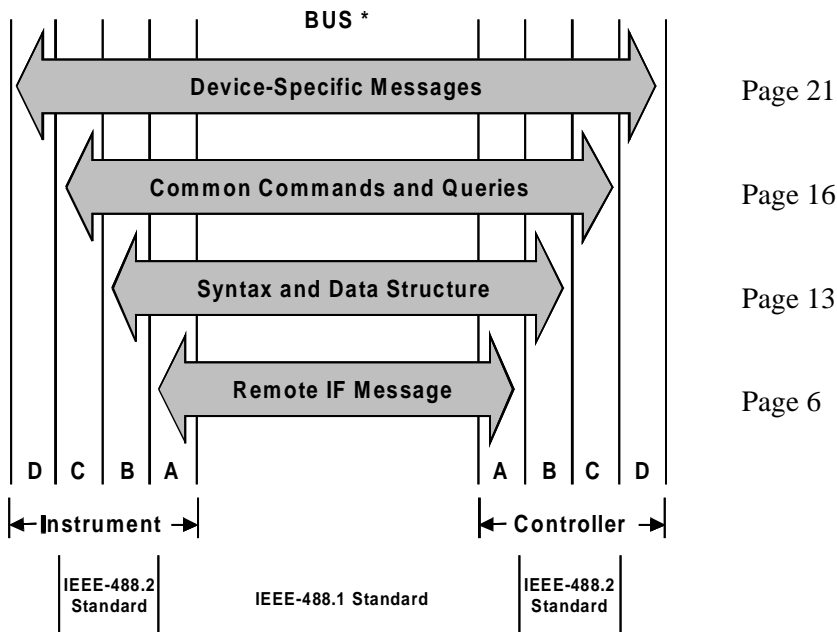 BUS *
Device-Specific Messages Page 21
Common Commands and Queries Page 16
Syntax and Data Structure Page 13
Remote IF Message Page 6
D C B A A B C D
Instrument Controller
IEEE-488.2 IEEE-488.2
Standard IEEE-488.1 Standard Standard